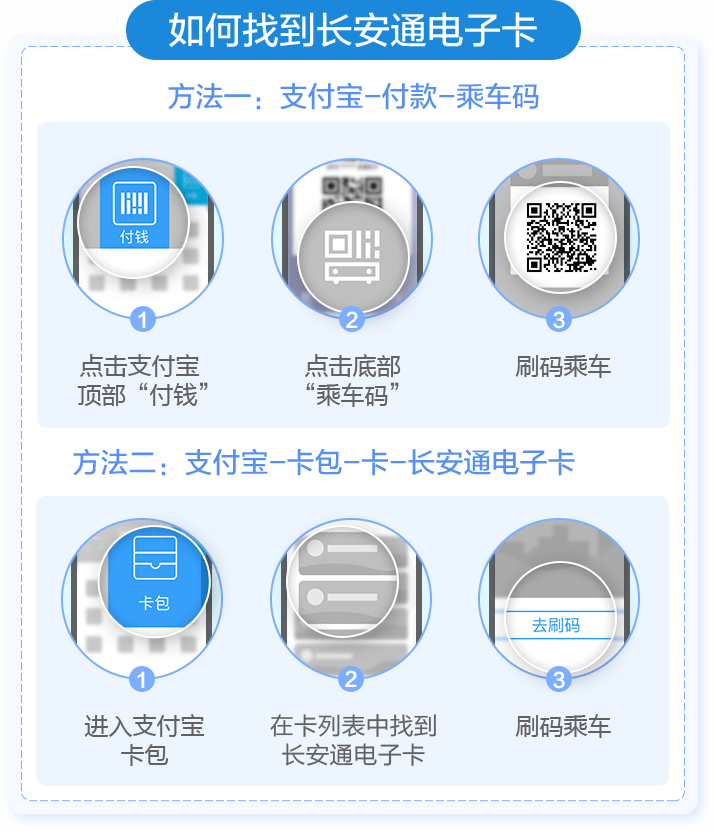 如何找到长安通电子卡
方法一：支付宝-付款-乘车码
付钱
1
2
3
点击支付宝
顶部“付钱”
点击底部
“乘车码”
刷码乘车
方法二：支付宝-卡包-卡-长安通电子卡
卡包
去刷码
1
2
3
进入支付宝
卡包
在卡列表中找到
长安通电子卡
刷码乘车